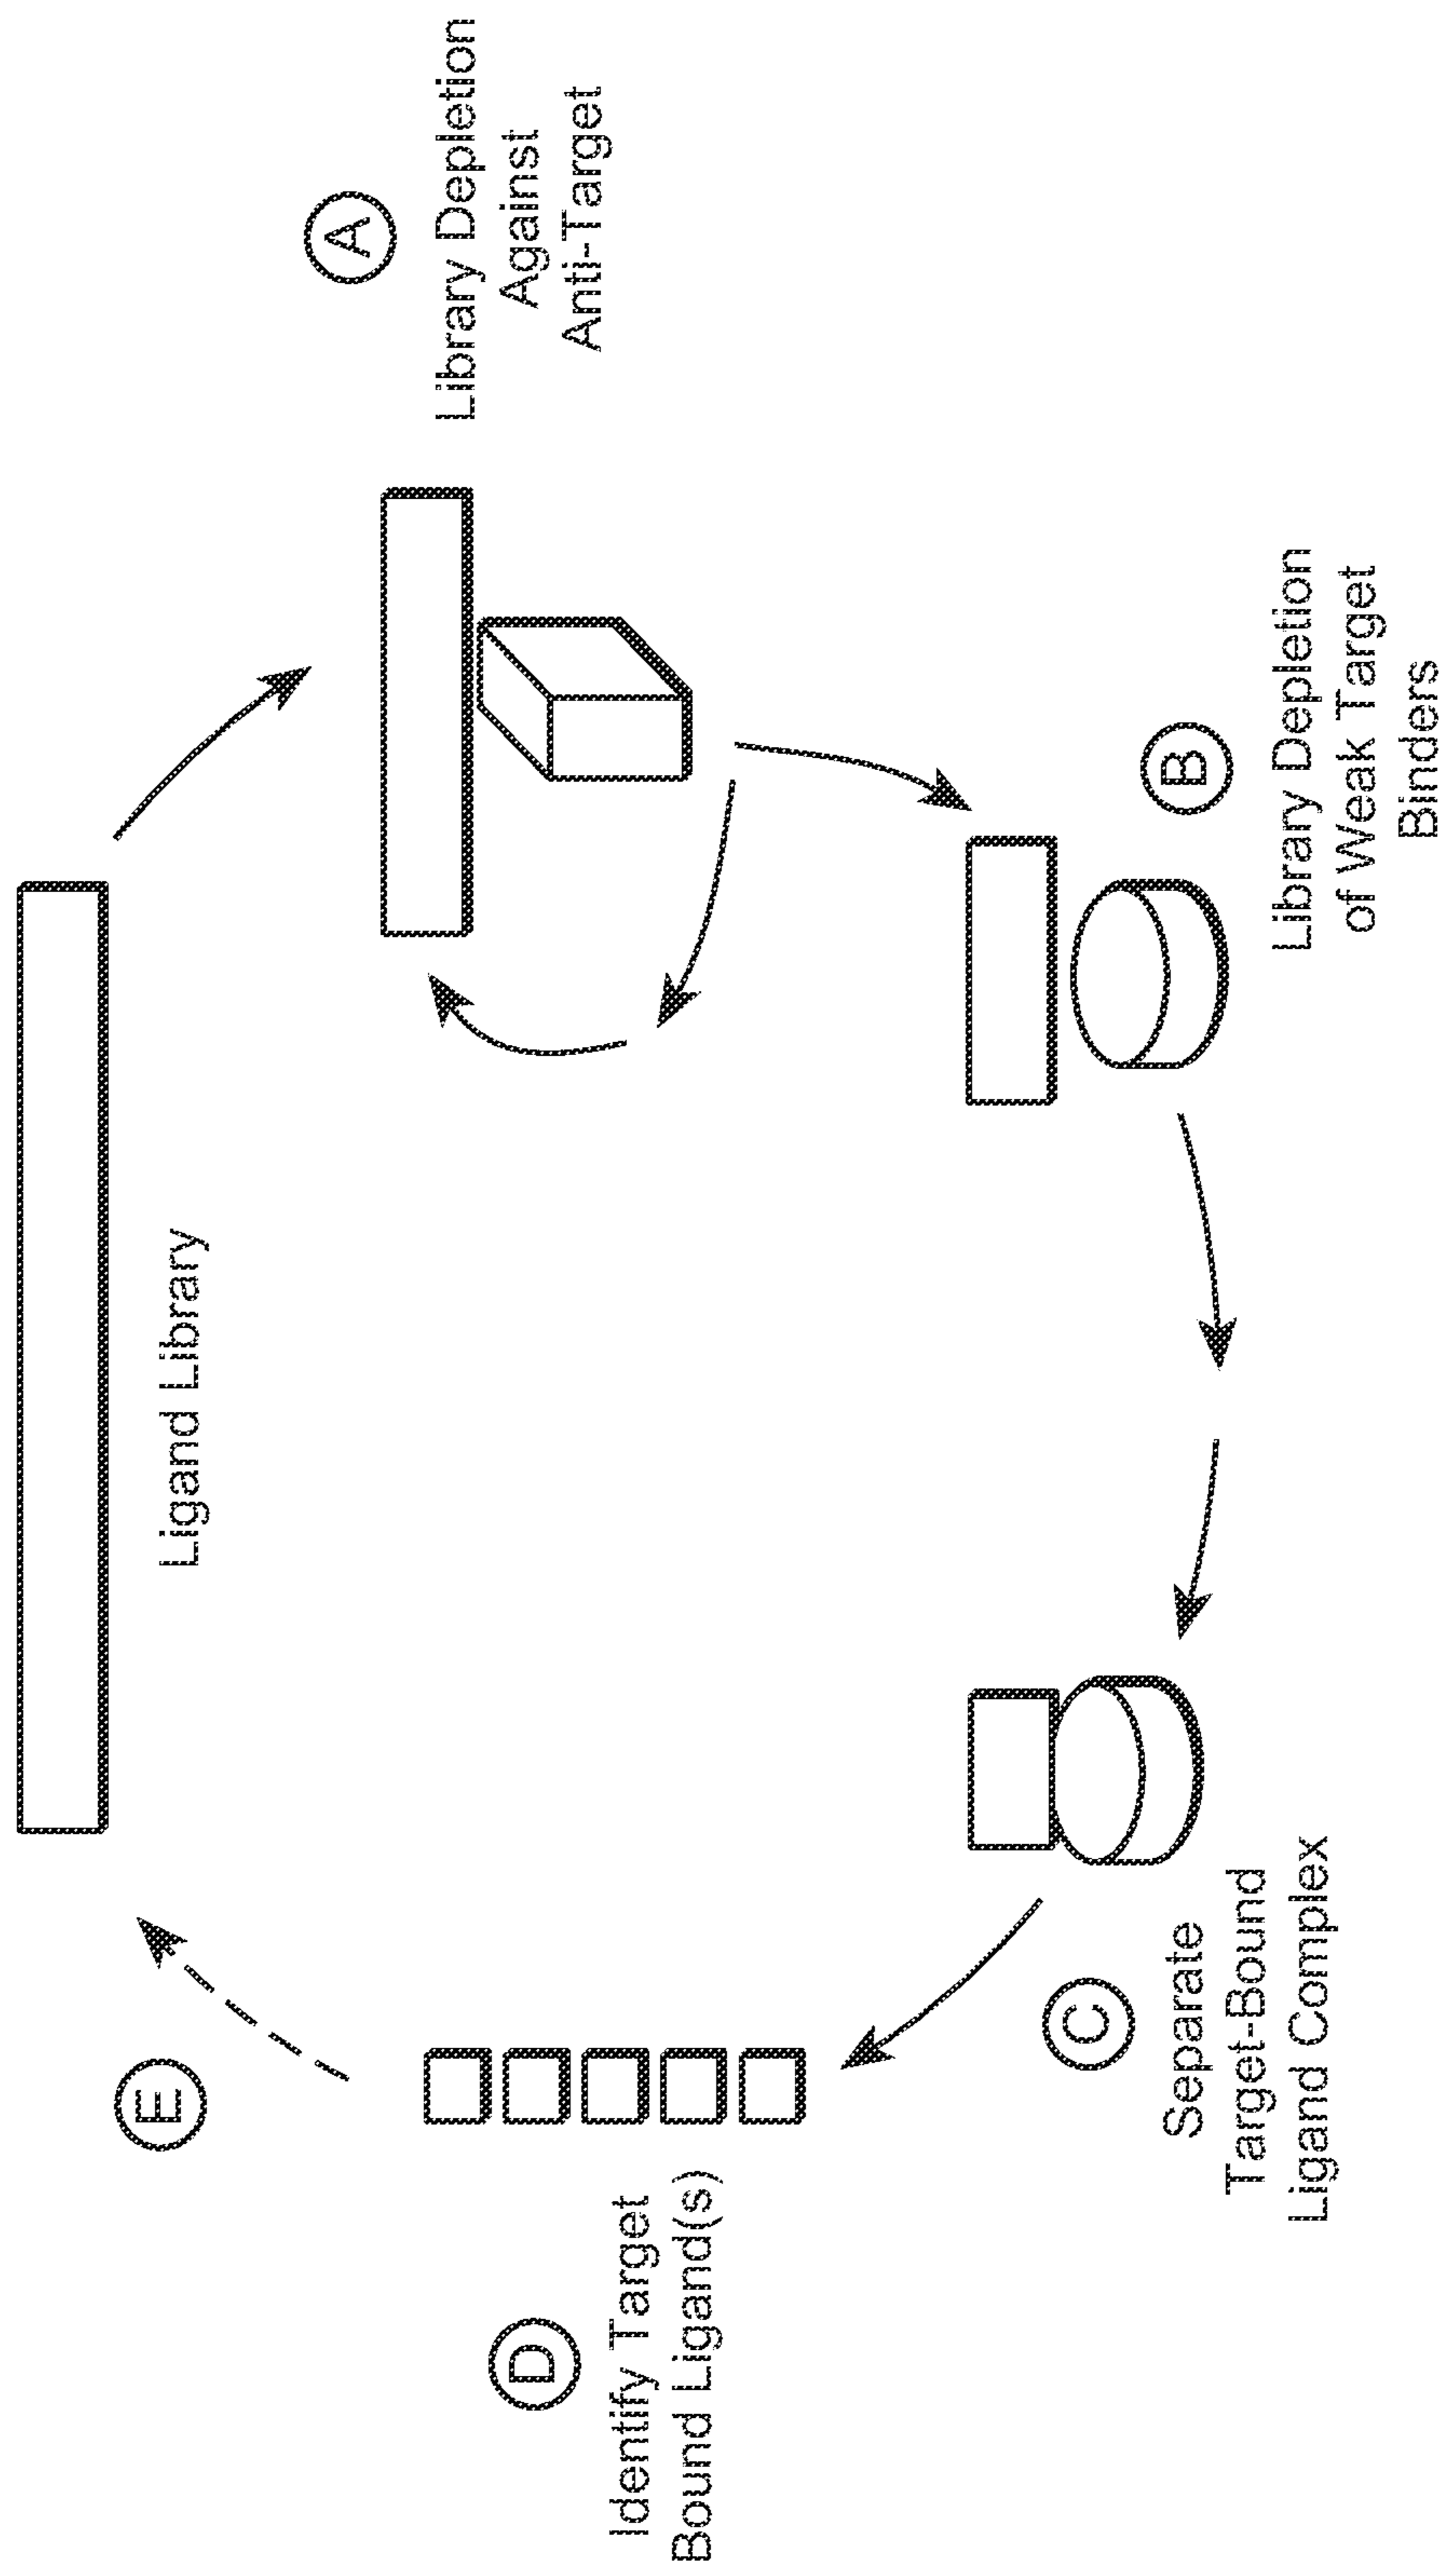 Ligand Library
A
Library Depletion
Against
Anti-Target
B
Library Depletion
of Weak Target
Binders
C
Separate
Target-Bound
Ligand Complex
D
Identify Target
Bound Ligand(s)
E